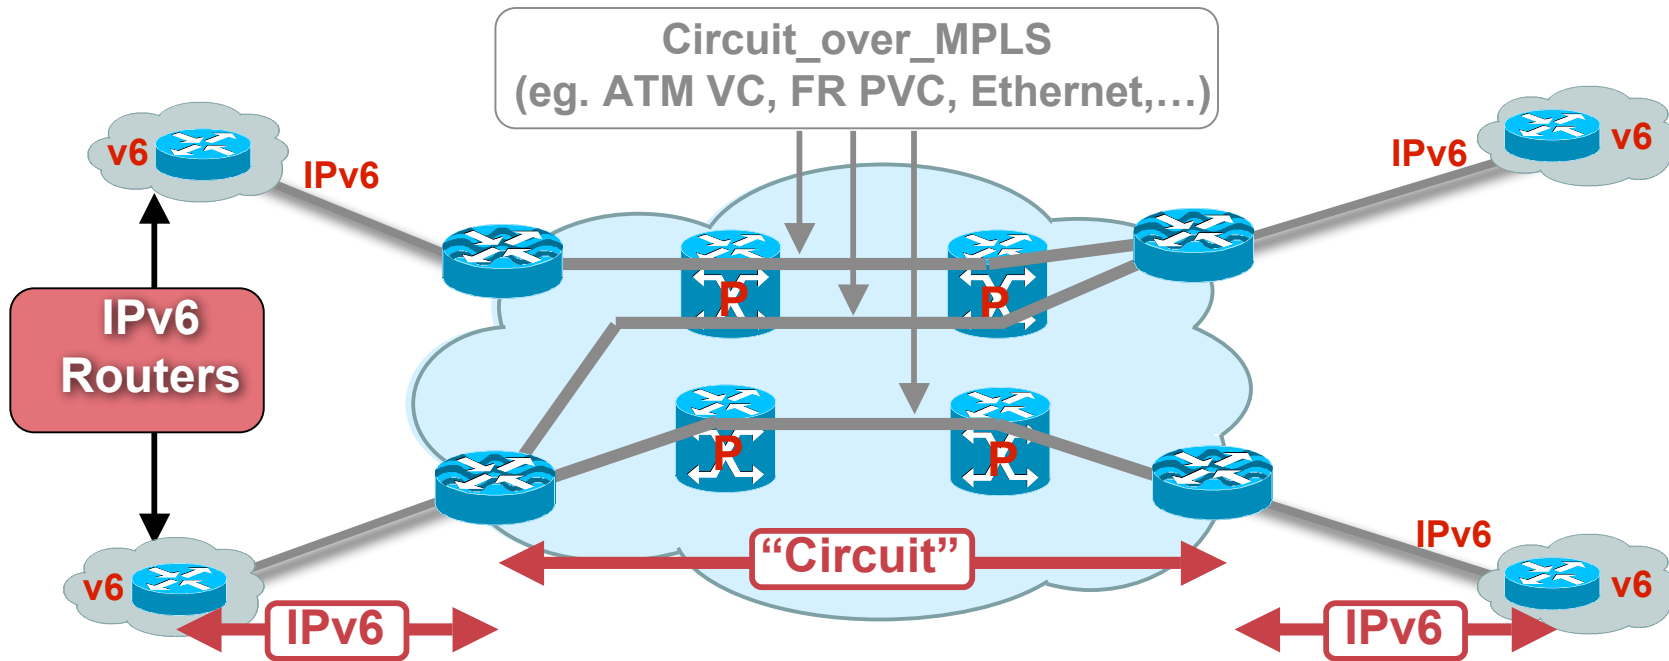 Circuit_over_MPLS
(eg. ATM VC, FR PVC, Ethernet,…)
v6
IPv6
IPv6
v6
IPv6
Routers
P
P
P
P
v6
IPv6
“Circuit”
IPv6
v6
IPv6